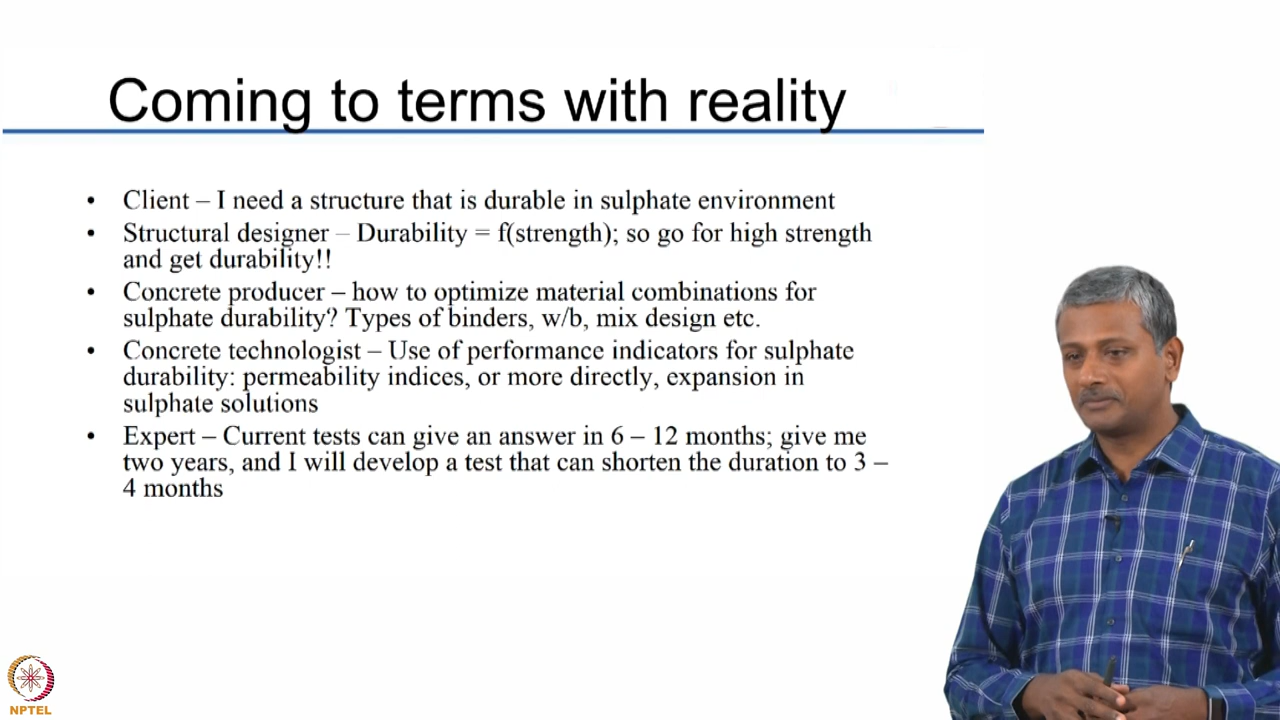 Coming to terms with reality
• Client – I need a structure that is durable in sulphate environment
• Structural designer – Durability = f(strength); so go for high strength
and get durability!!
• Concrete producer – how to optimize material combinations for
sulphate durability? Types of binders, w/b, mix design etc.
• Concrete technologist – Use of performance indicators for sulphate
durability: permeability indices, or more directly, expansion in
sulphate solutions
• Expert – Current tests can give an answer in 6 – 12 months; give me
two years, and I will develop a test that can shorten the duration to 3 –
4 months
NPTEL